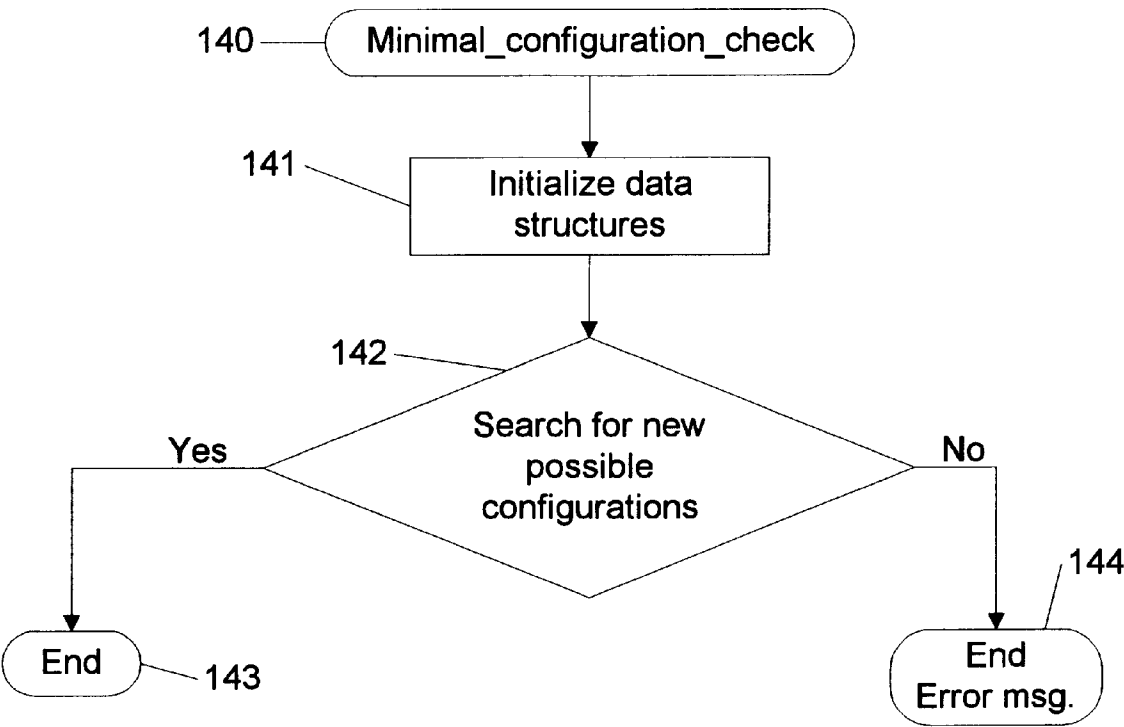 140
Minimal_configuration_check
141
Initialize data
structures
142
Search for new
possible
configurations
Yes
No
144
End
143
End
Error msg.